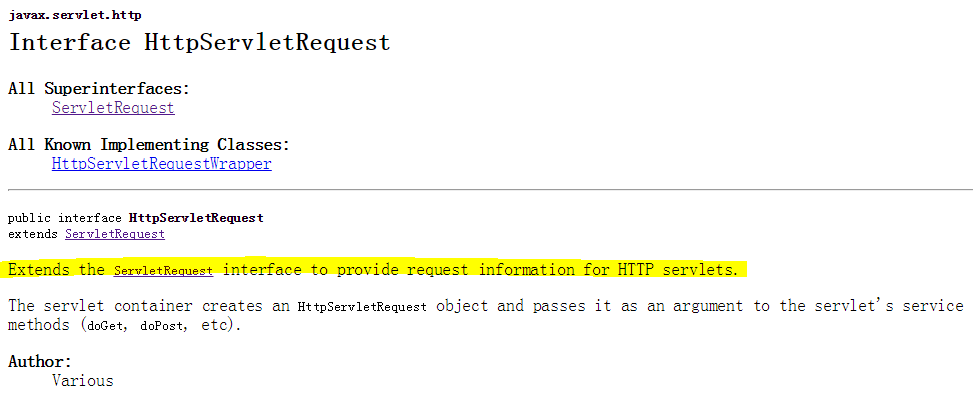 javax.servlet.http
Interface HttpServletRequest
All Superinterfaces:
ServletRequest
All Known Implementing Classes:
HttpServletRequestWrapper
public interface HttpServletRequest
extends ServletRequest
Extends the ServletRequest interface to provide request information for HTTP servlets.
The servlet container creates an HttpServletRequest object and passes it as an argument to the servlet's service
methods (doGet, doPost, etc).
Author:
Various